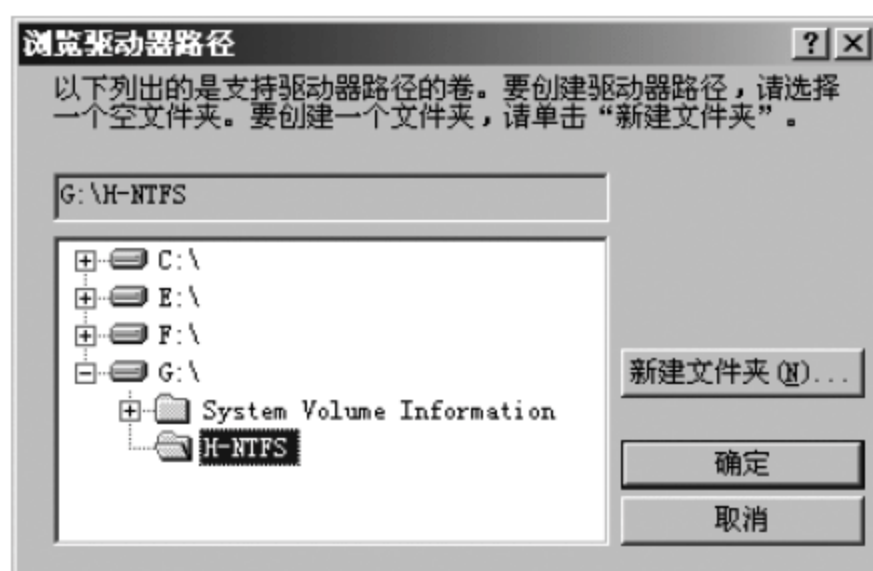 浏览驱动器路径
以下列出的是支持驱动器路径的卷。要创建驱动器路径，请选择
一个空文件夹。要创建一个文件夹，请单击“新建文件夹”。
G:\H-NTFS
C:\
E:\
F:\
G:\
System Volume Information
H-NTFS
新建文件夹(N)...
确定
取消